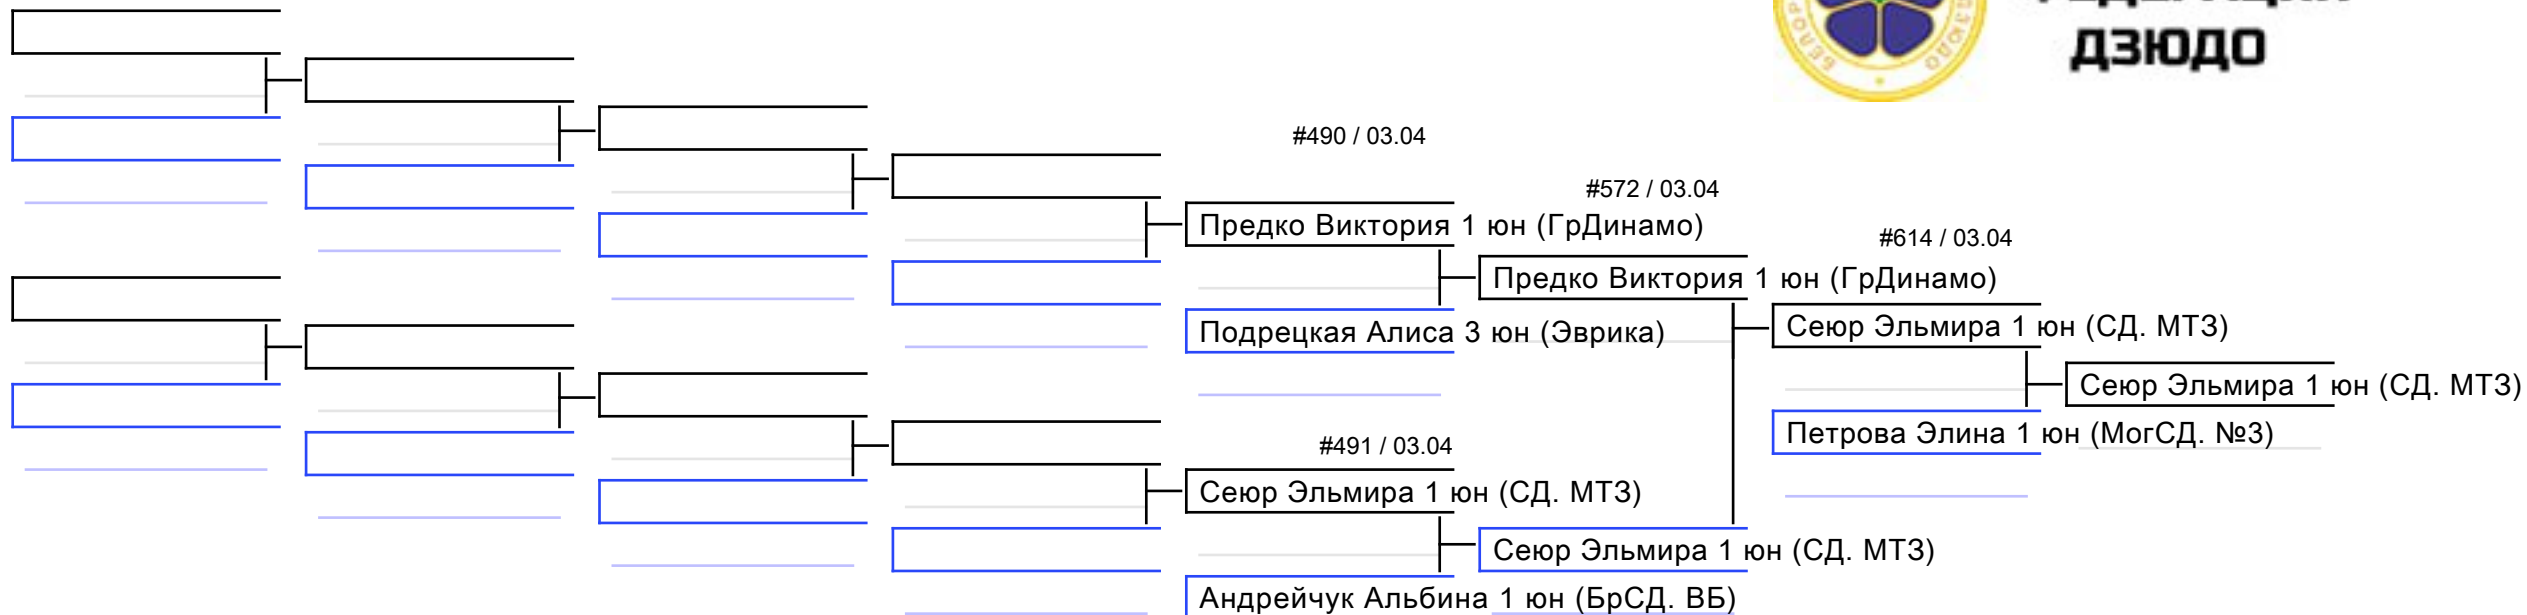 ДЗЮДО
#490 / 03.04
#572 / 03.04
Предко Виктория 1 юн (ГрДинамо)
#614 / 03.04
Предко Виктория 1 юн (ГрДинамо)
Подрецкая Алиса 3 юн (Эврика)
Сеюр Эльмира 1 юн (СД. МТЗ)
Сеюр Эльмира 1 юн (СД. МТЗ)
Петрова Элина 1 юн (МогСД. №3)
#491 / 03.04
Сеюр Эльмира 1 юн (СД. МТЗ)
Сеюр Эльмира 1 юн (СД. МТЗ)
Андрейчук Альбина 1 юн (БрСД. ВБ)